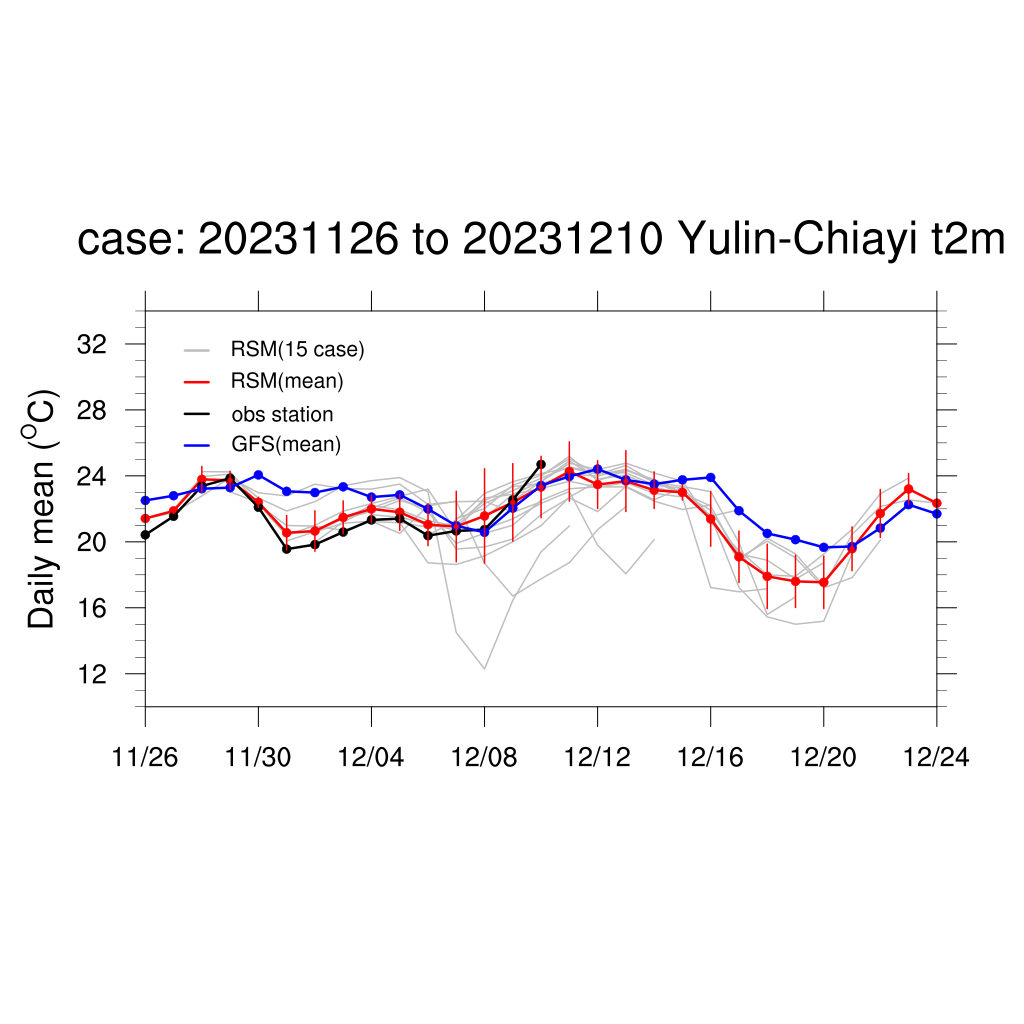 case: 20231126 to 20231210 Yulin-Chiayi t2m
Daily mean (°C)
32
28
24
20
16
12
RSM(15 case)
RSM(mean)
obs station
GFS(mean)
11/26 11/30 12/04 12/08 12/12 12/16 12/20 12/24